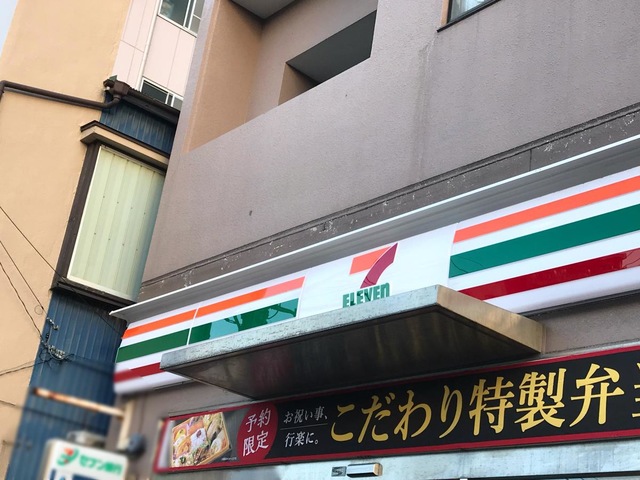 7
ELEVEn
予約
限定
お祝い事、
行楽に。
こだわり特製弁
セブン銀行